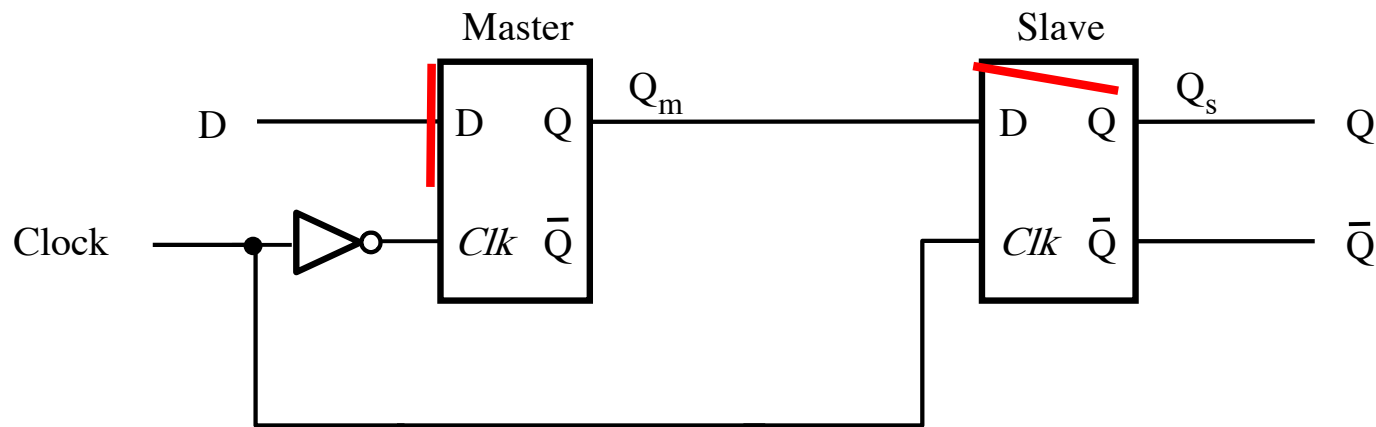 Master Slave
D D Q Qₘ D Q Qₛ Q
Clock Clk Q̅ Clk Q̅ Q̅